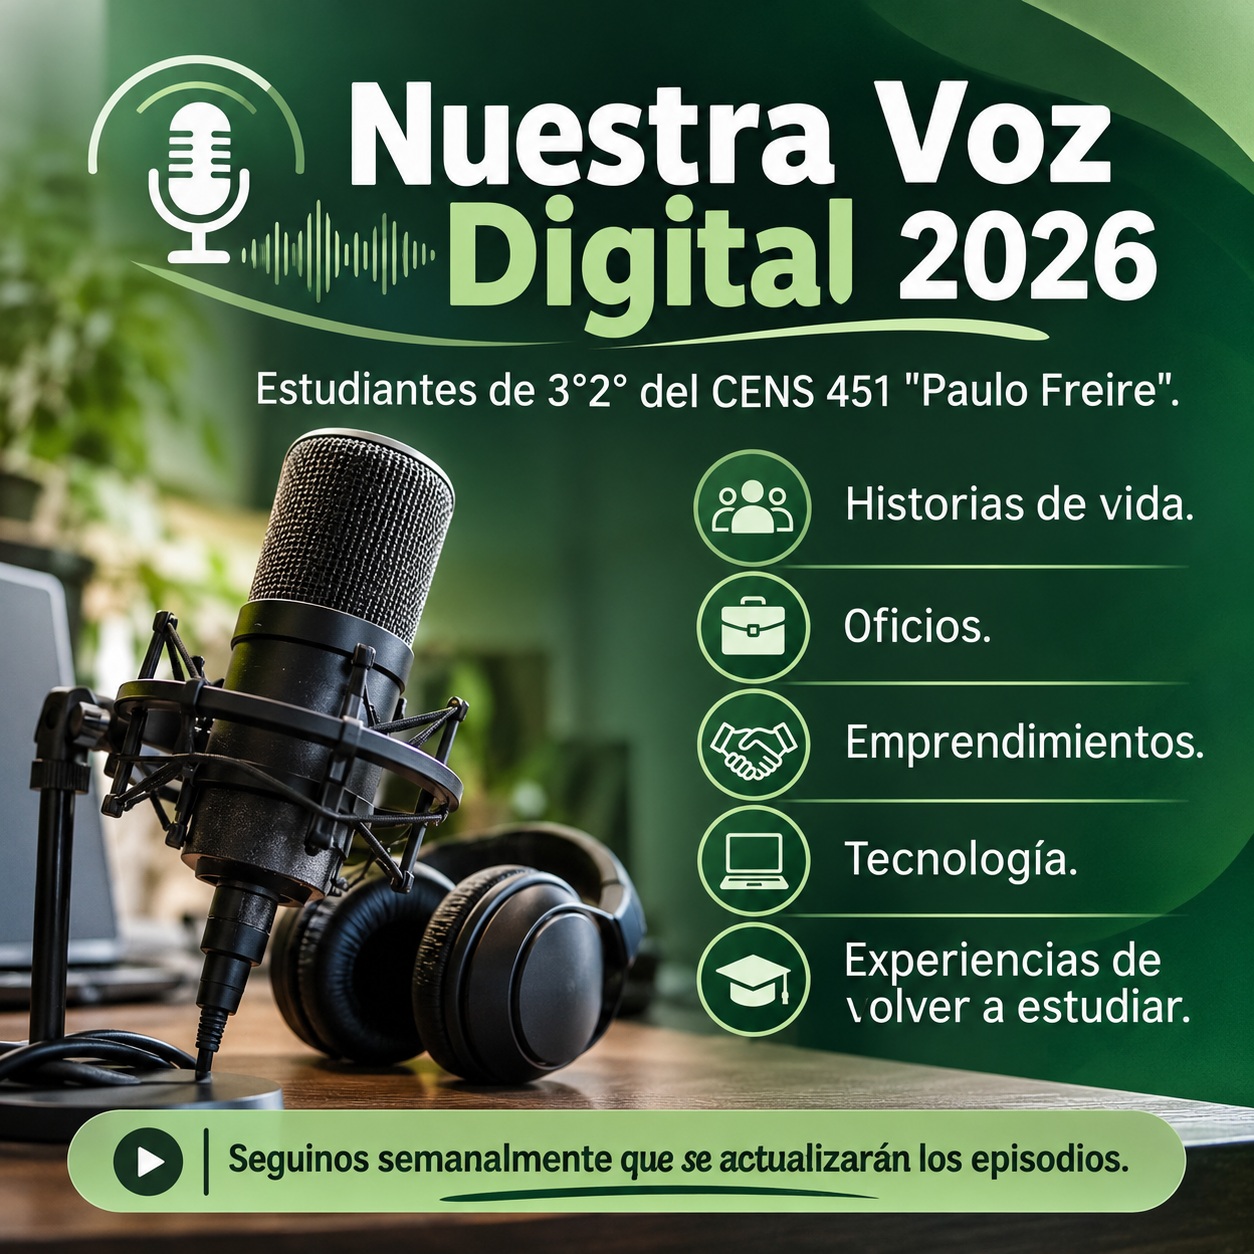 Nuestra Voz
Digital 2026
Estudiantes de 3°2° del CENS 451 "Paulo Freire".
Historias de vida.
Oficios.
Emprendimientos.
Tecnología.
Experiencias de
volver a estudiar.
Seguinos semanalmente que se actualizarán los episodios.